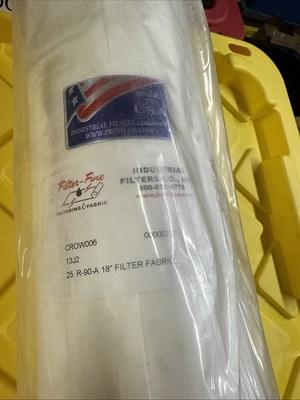 INDUSTRIAL FILTERS COMPANY
Filter-Fine
FILTERING FABRIC
INDUSTRIAL
FILTERS CO., INC
CROW006
13J2
25 R-90-A 18" FILTER FABRIC